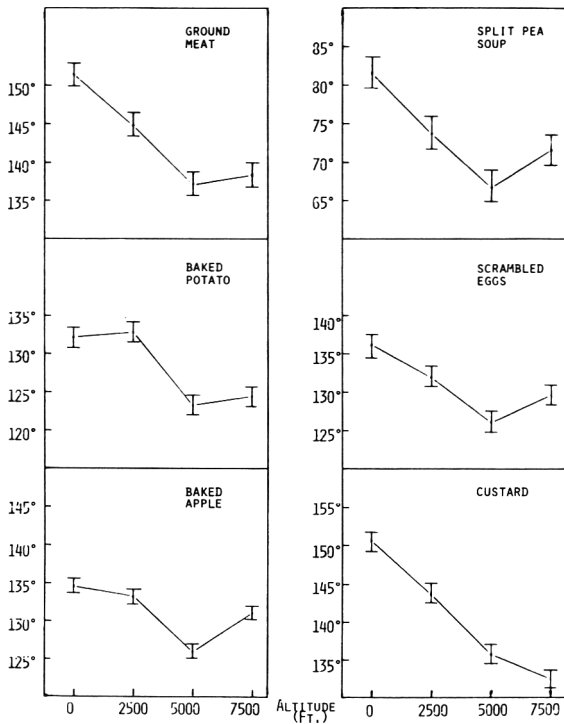 GROUND
MEAT
150°
145°
140°
135°
SPLIT PEA
SOUP
85°
80°
75°
70°
65°
BAKED
POTATO
135°
130°
125°
120°
SCRAMBLED
EGGS
140°
135°
130°
125°
BAKED
APPLE
145°
140°
135°
130°
125°
CUSTARD
155°
150°
145°
136°
135°
0 2500 5000 7500
ALTITUDE
(FT.)
0 2500 5000 7500